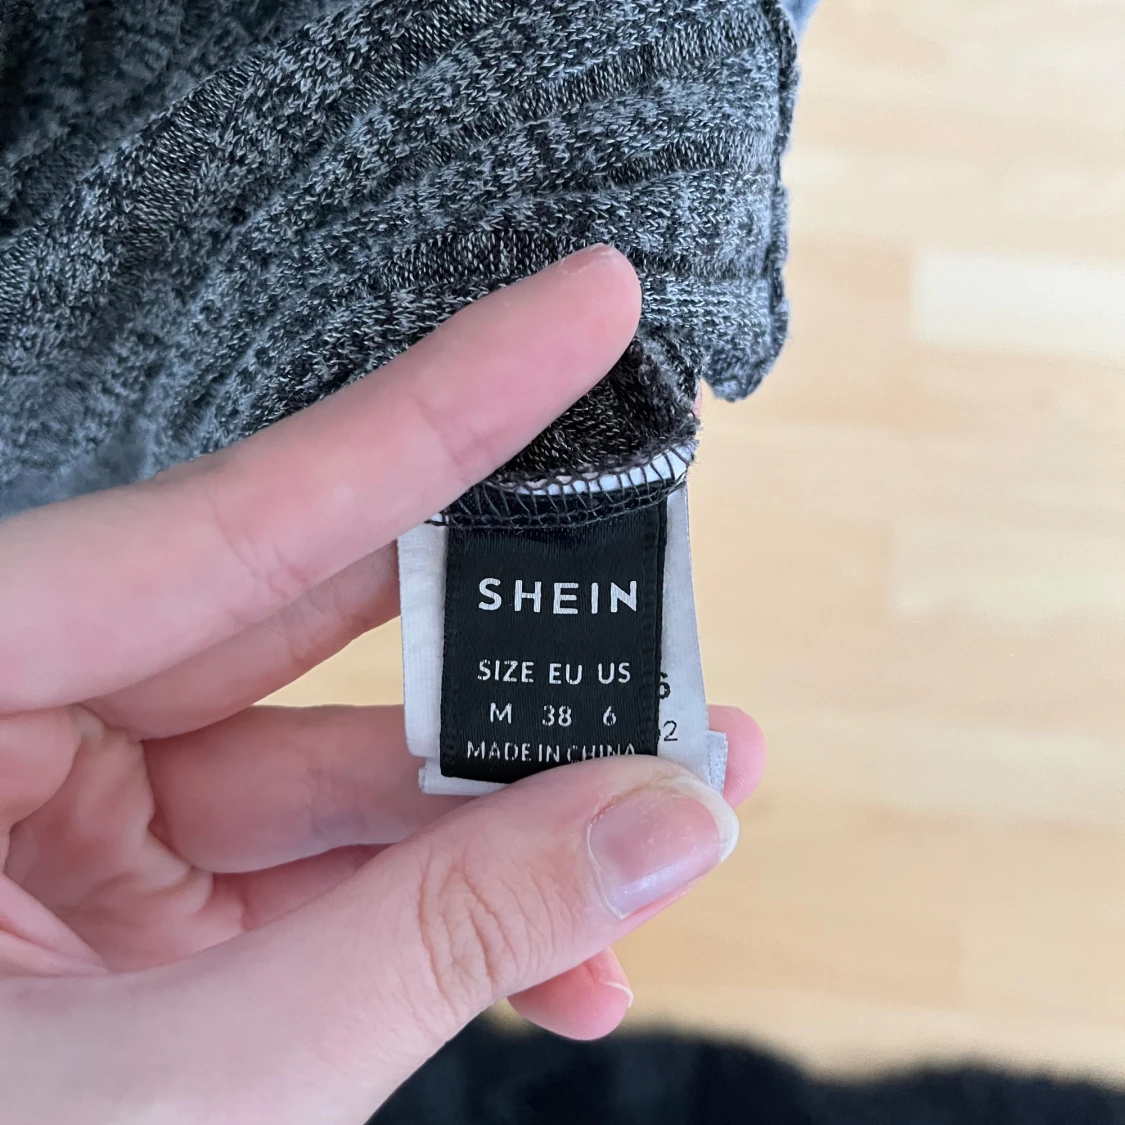 SHEIN
SIZE EU US
M 38 6
MADE IN CHINA